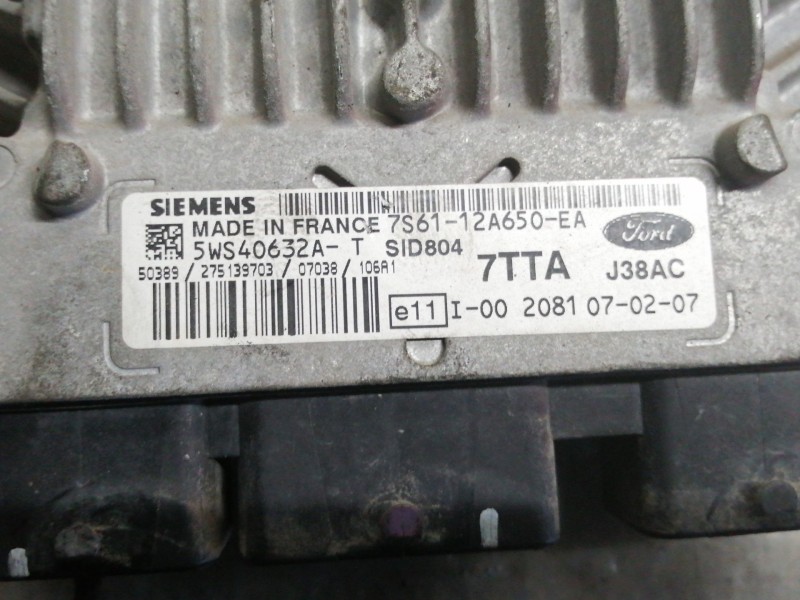 SIEMENS
MADE IN FRANCE 7S61-12A650-EA
5WS40632A- T SID804
50389 / 275139703 / 07038 / 106A1
7TTA
Ford
J38AC
e11 I-00 2081 07-02-07